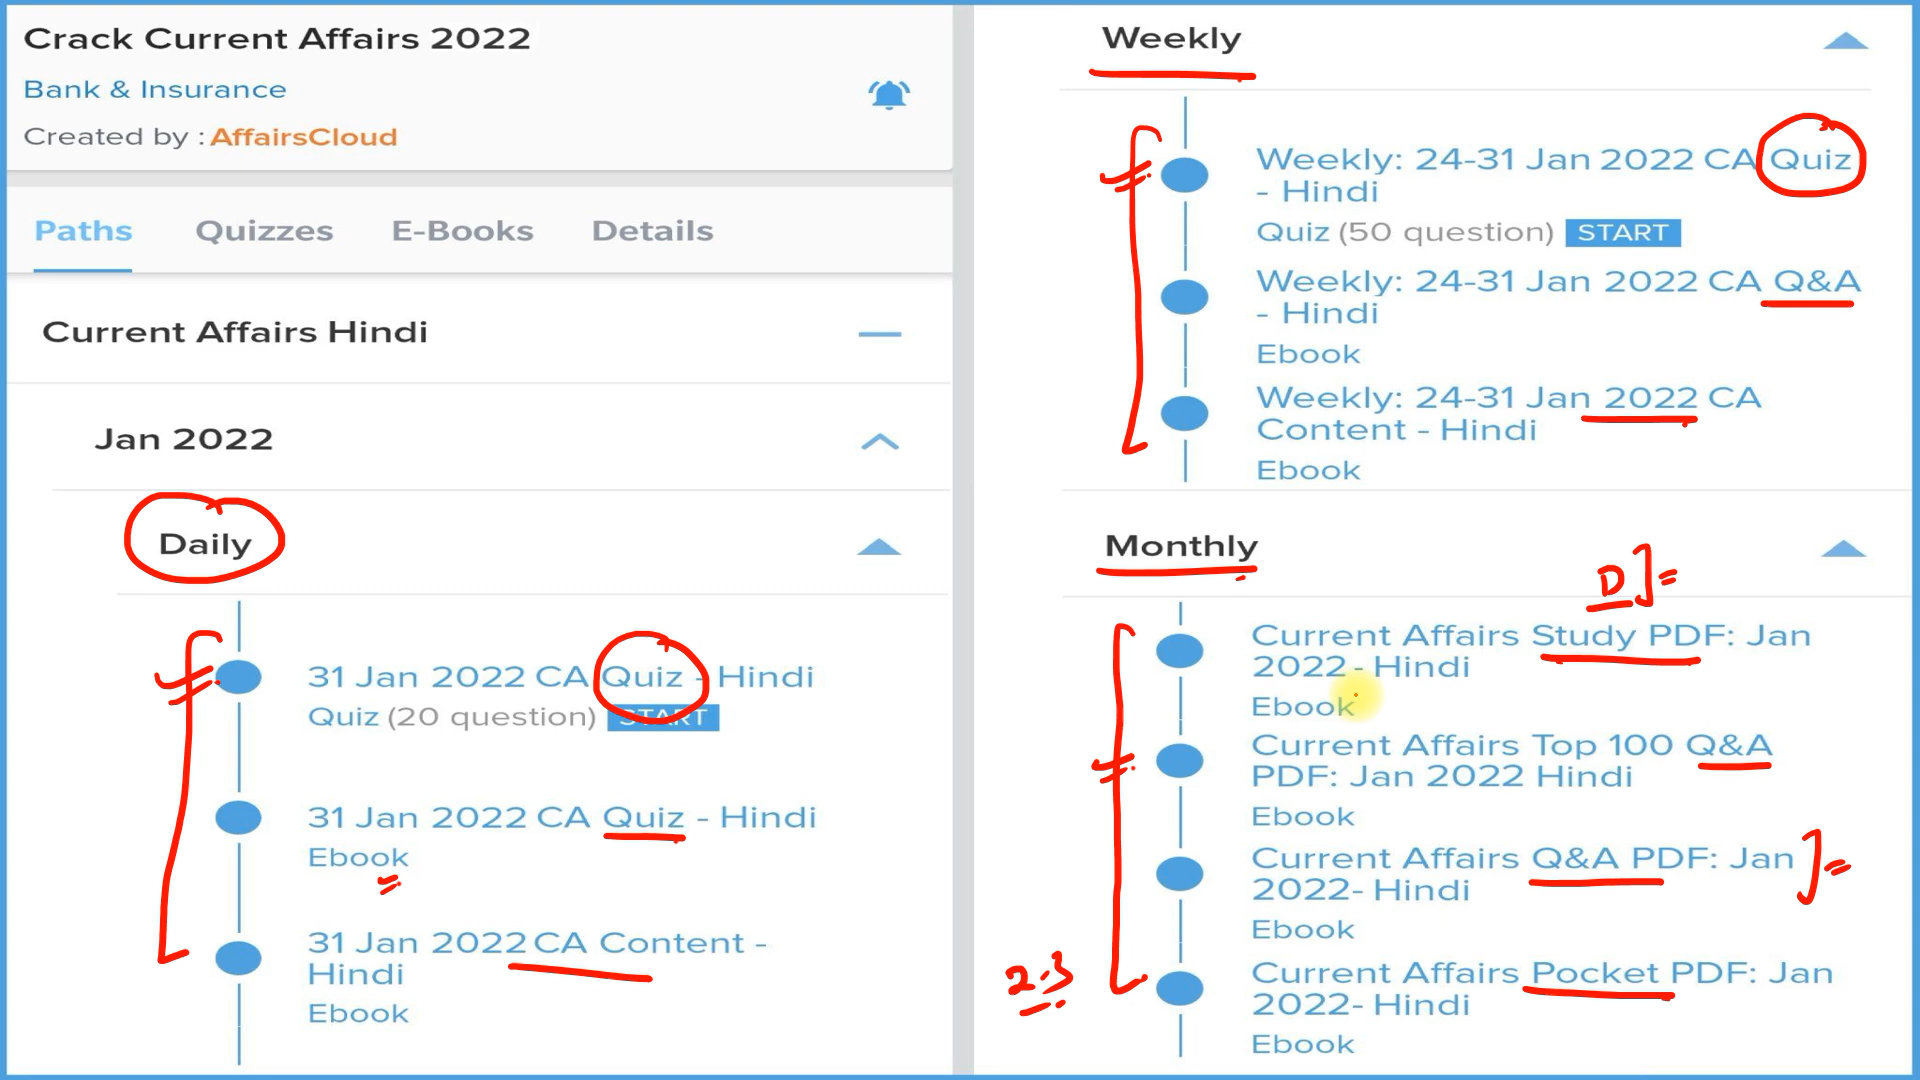 Crack Current Affairs 2022
Bank & Insurance
Created by : AffairsCloud
Paths Quizzes E-Books Details
Current Affairs Hindi
Jan 2022
Daily
31 Jan 2022 CA Quiz - Hindi
Quiz (20 question) START
31 Jan 2022 CA Quiz - Hindi
Ebook
31 Jan 2022 CA Content -
Hindi
Ebook
Weekly
Weekly: 24-31 Jan 2022 CA Quiz
- Hindi
Quiz (50 question) START
Weekly: 24-31 Jan 2022 CA Q&A
- Hindi
Ebook
Weekly: 24-31 Jan 2022 CA
Content - Hindi
Ebook
Monthly
D ] =
Current Affairs Study PDF: Jan
2022- Hindi
Ebook
Current Affairs Top 100 Q&A
PDF: Jan 2022 Hindi
Ebook
Current Affairs Q&A PDF: Jan ] =
2022- Hindi
Ebook
2-3
Current Affairs Pocket PDF: Jan
2022- Hindi
Ebook